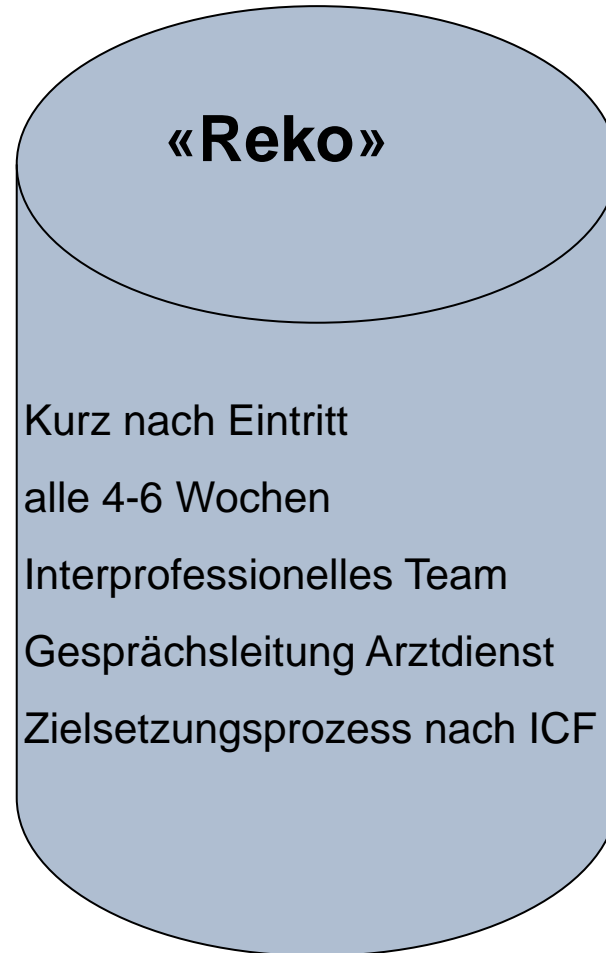 «Reko»
Kurz nach Eintritt
alle 4-6 Wochen
Interprofessionelles Team
Gesprächsleitung Arztdienst
Zielsetzungsprozess nach ICF